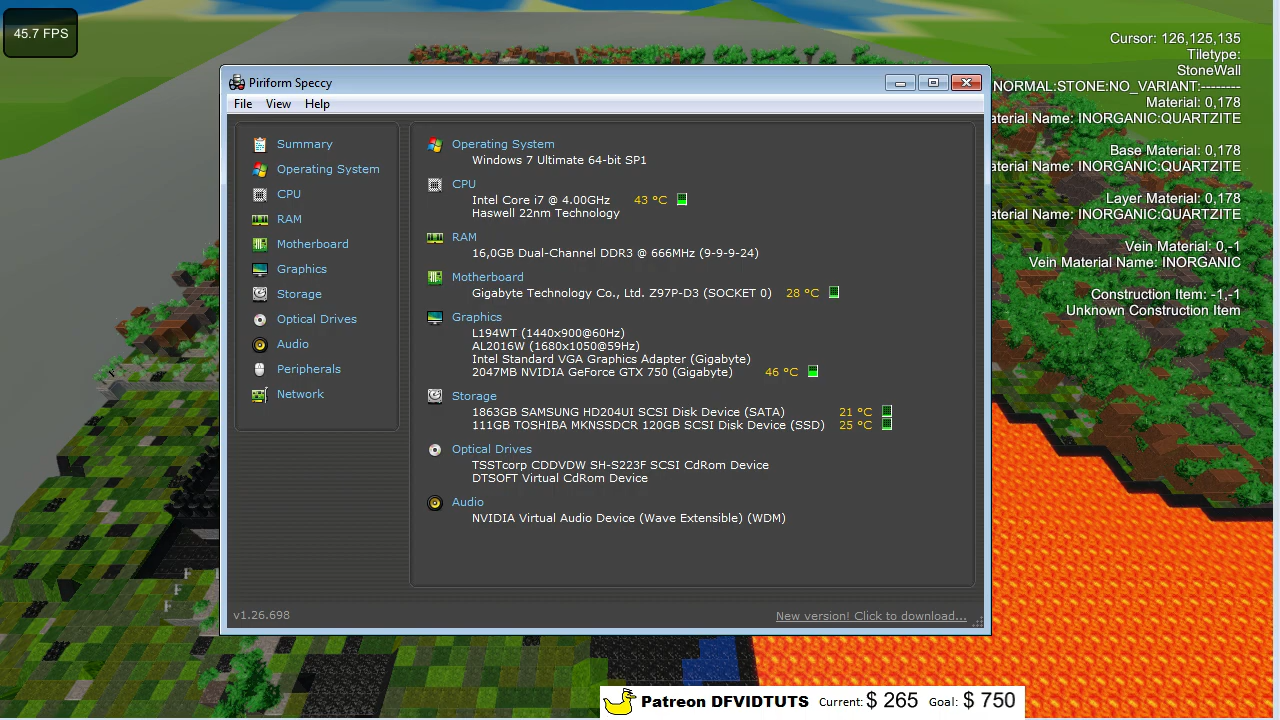 45.7 FPS
Cursor: 126,125,135
Tiletype:
StoneWall
NORMAL:STONE:NO_VARIANT:--------
Material: 0,178
aterial Name: INORGANIC:QUARTZITE
Base Material: 0,178
aterial Name: INORGANIC:QUARTZITE
Layer Material: 0,178
aterial Name: INORGANIC:QUARTZITE
Vein Material: 0,-1
Vein Material Name: INORGANIC
Construction Item: -1,-1
Unknown Construction Item
Piriform Speccy
File View Help
Summary
Operating System
CPU
RAM
Motherboard
Graphics
Storage
Optical Drives
Audio
Peripherals
Network
Operating System
Windows 7 Ultimate 64-bit SP1
CPU
Intel Core i7 @ 4.00GHz 43 °C
Haswell 22nm Technology
RAM
16,0GB Dual-Channel DDR3 @ 666MHz (9-9-9-24)
Motherboard
Gigabyte Technology Co., Ltd. Z97P-D3 (SOCKET 0) 28 °C
Graphics
L194WT (1440x900@60Hz)
AL2016W (1680x1050@59Hz)
Intel Standard VGA Graphics Adapter (Gigabyte)
2047MB NVIDIA GeForce GTX 750 (Gigabyte) 46 °C
Storage
1863GB SAMSUNG HD204UI SCSI Disk Device (SATA) 21 °C
111GB TOSHIBA MKNSSDCR 120GB SCSI Disk Device (SSD) 25 °C
Optical Drives
TSSTcorp CDDVDW SH-S223F SCSI CdRom Device
DTSOFT Virtual CdRom Device
Audio
NVIDIA Virtual Audio Device (Wave Extensible) (WDM)
v1.26.698
New version! Click to download...
F
F
F
Patreon DFVIDTUTS Current: $ 265 Goal: $ 750